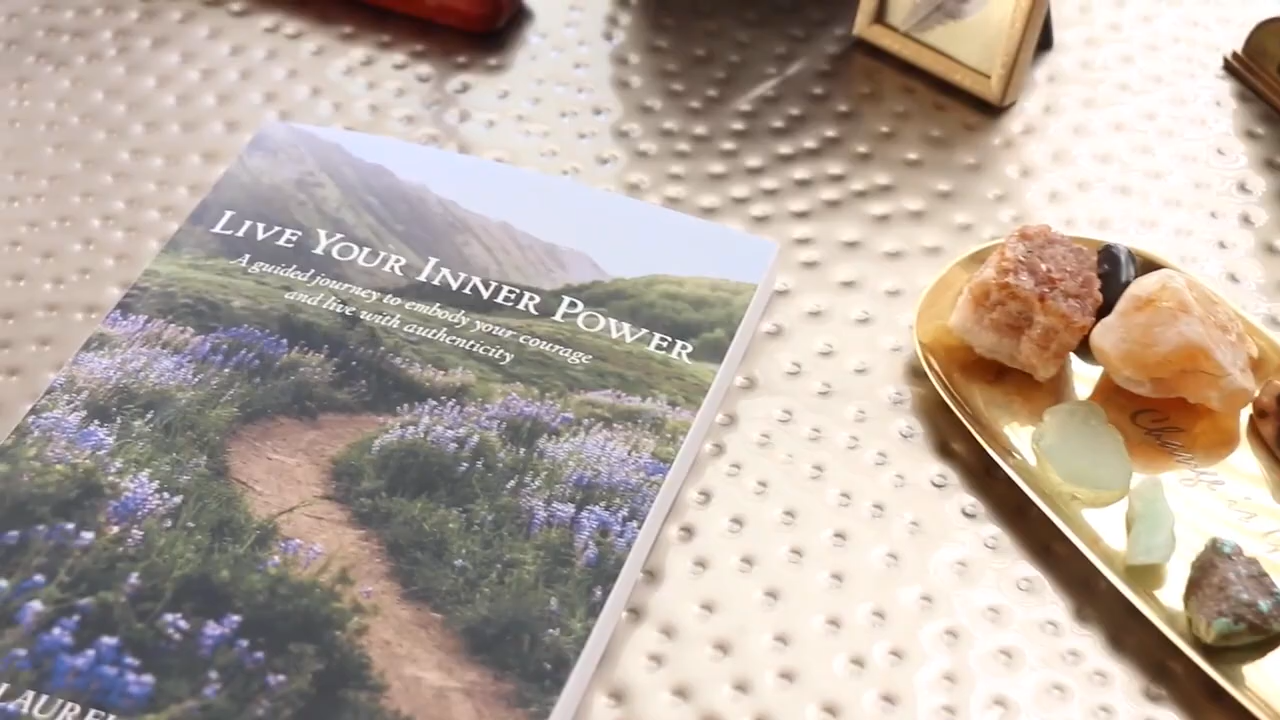 LIVE YOUR INNER POWER
A guided journey to embody your courage
and live with authenticity
LAUREL